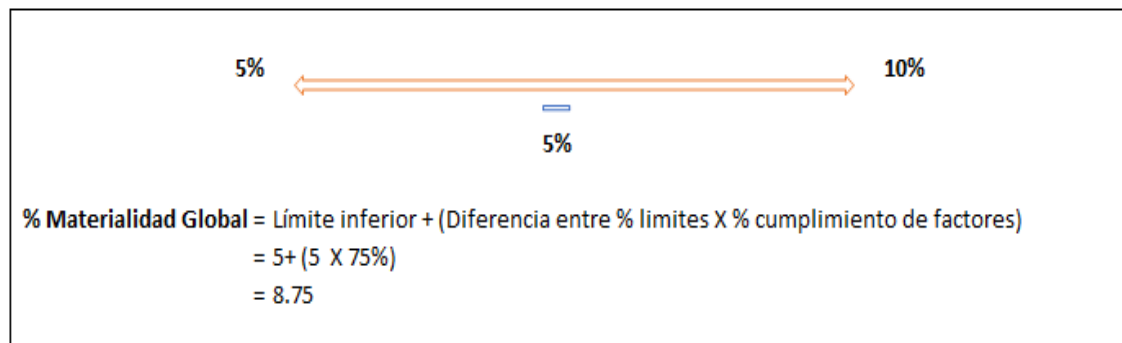 5% 10%
5%
% Materialidad Global = Límite inferior + (Diferencia entre % limites X % cumplimiento de factores)
= 5+ (5 X 75%)
= 8.75